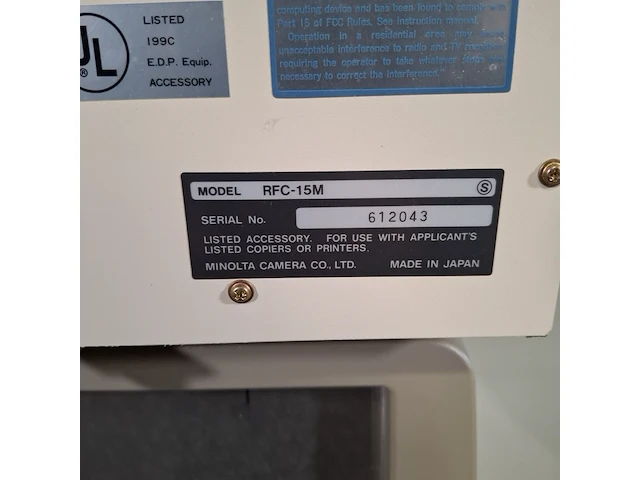 UL
®
LISTED
199C
E.D.P. Equip.
ACCESSORY
computing device and has been found to comply with
Part 15 of FCC Rules. See instruction manual.
"Operation in a residential area may cause
unacceptable interference to radio and TV reception
requiring the operator to take whatever steps
necessary to correct the interference."
MODEL RFC-15M S
SERIAL No. 612043
LISTED ACCESSORY. FOR USE WITH APPLICANT'S
LISTED COPIERS OR PRINTERS.
MINOLTA CAMERA CO., LTD. MADE IN JAPAN